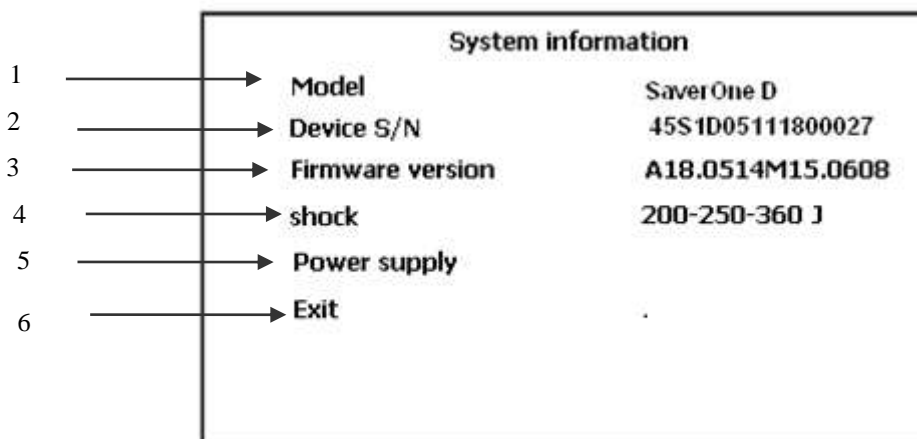 System information
1 Model SaverOne D
2 Device S/N 45S1D05111800027
3 Firmware version A18.0514M15.0608
4 shock 200-250-360 J
5 Power supply
6 Exit .